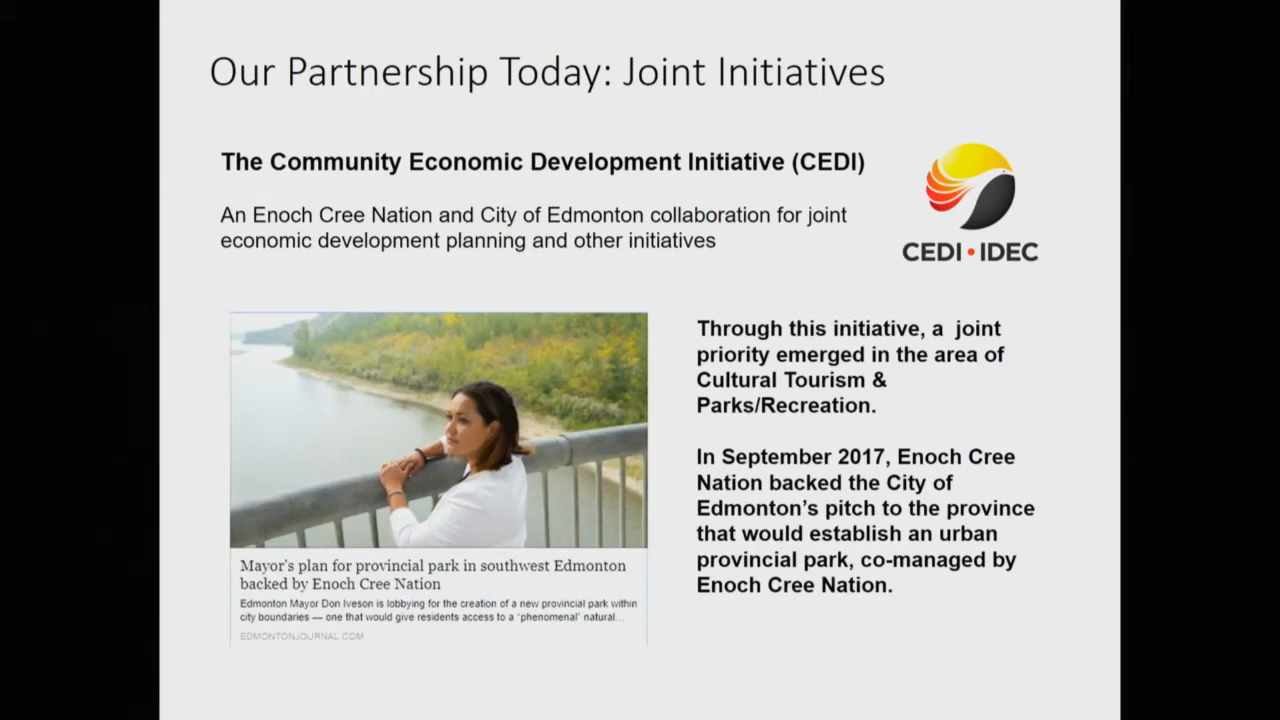 Our Partnership Today: Joint Initiatives
The Community Economic Development Initiative (CEDI)
An Enoch Cree Nation and City of Edmonton collaboration for joint
economic development planning and other initiatives
CEDI • IDEC
Through this initiative, a joint
priority emerged in the area of
Cultural Tourism &
Parks/Recreation.
In September 2017, Enoch Cree
Nation backed the City of
Edmonton's pitch to the province
that would establish an urban
provincial park, co-managed by
Enoch Cree Nation.
Mayor's plan for provincial park in southwest Edmonton
backed by Enoch Cree Nation
Edmonton Mayor Don Iveson is lobbying for the creation of a new provincial park within
city boundaries — one that would give residents access to a "phenomenal" natural...
EDMONTONJOURNAL.COM